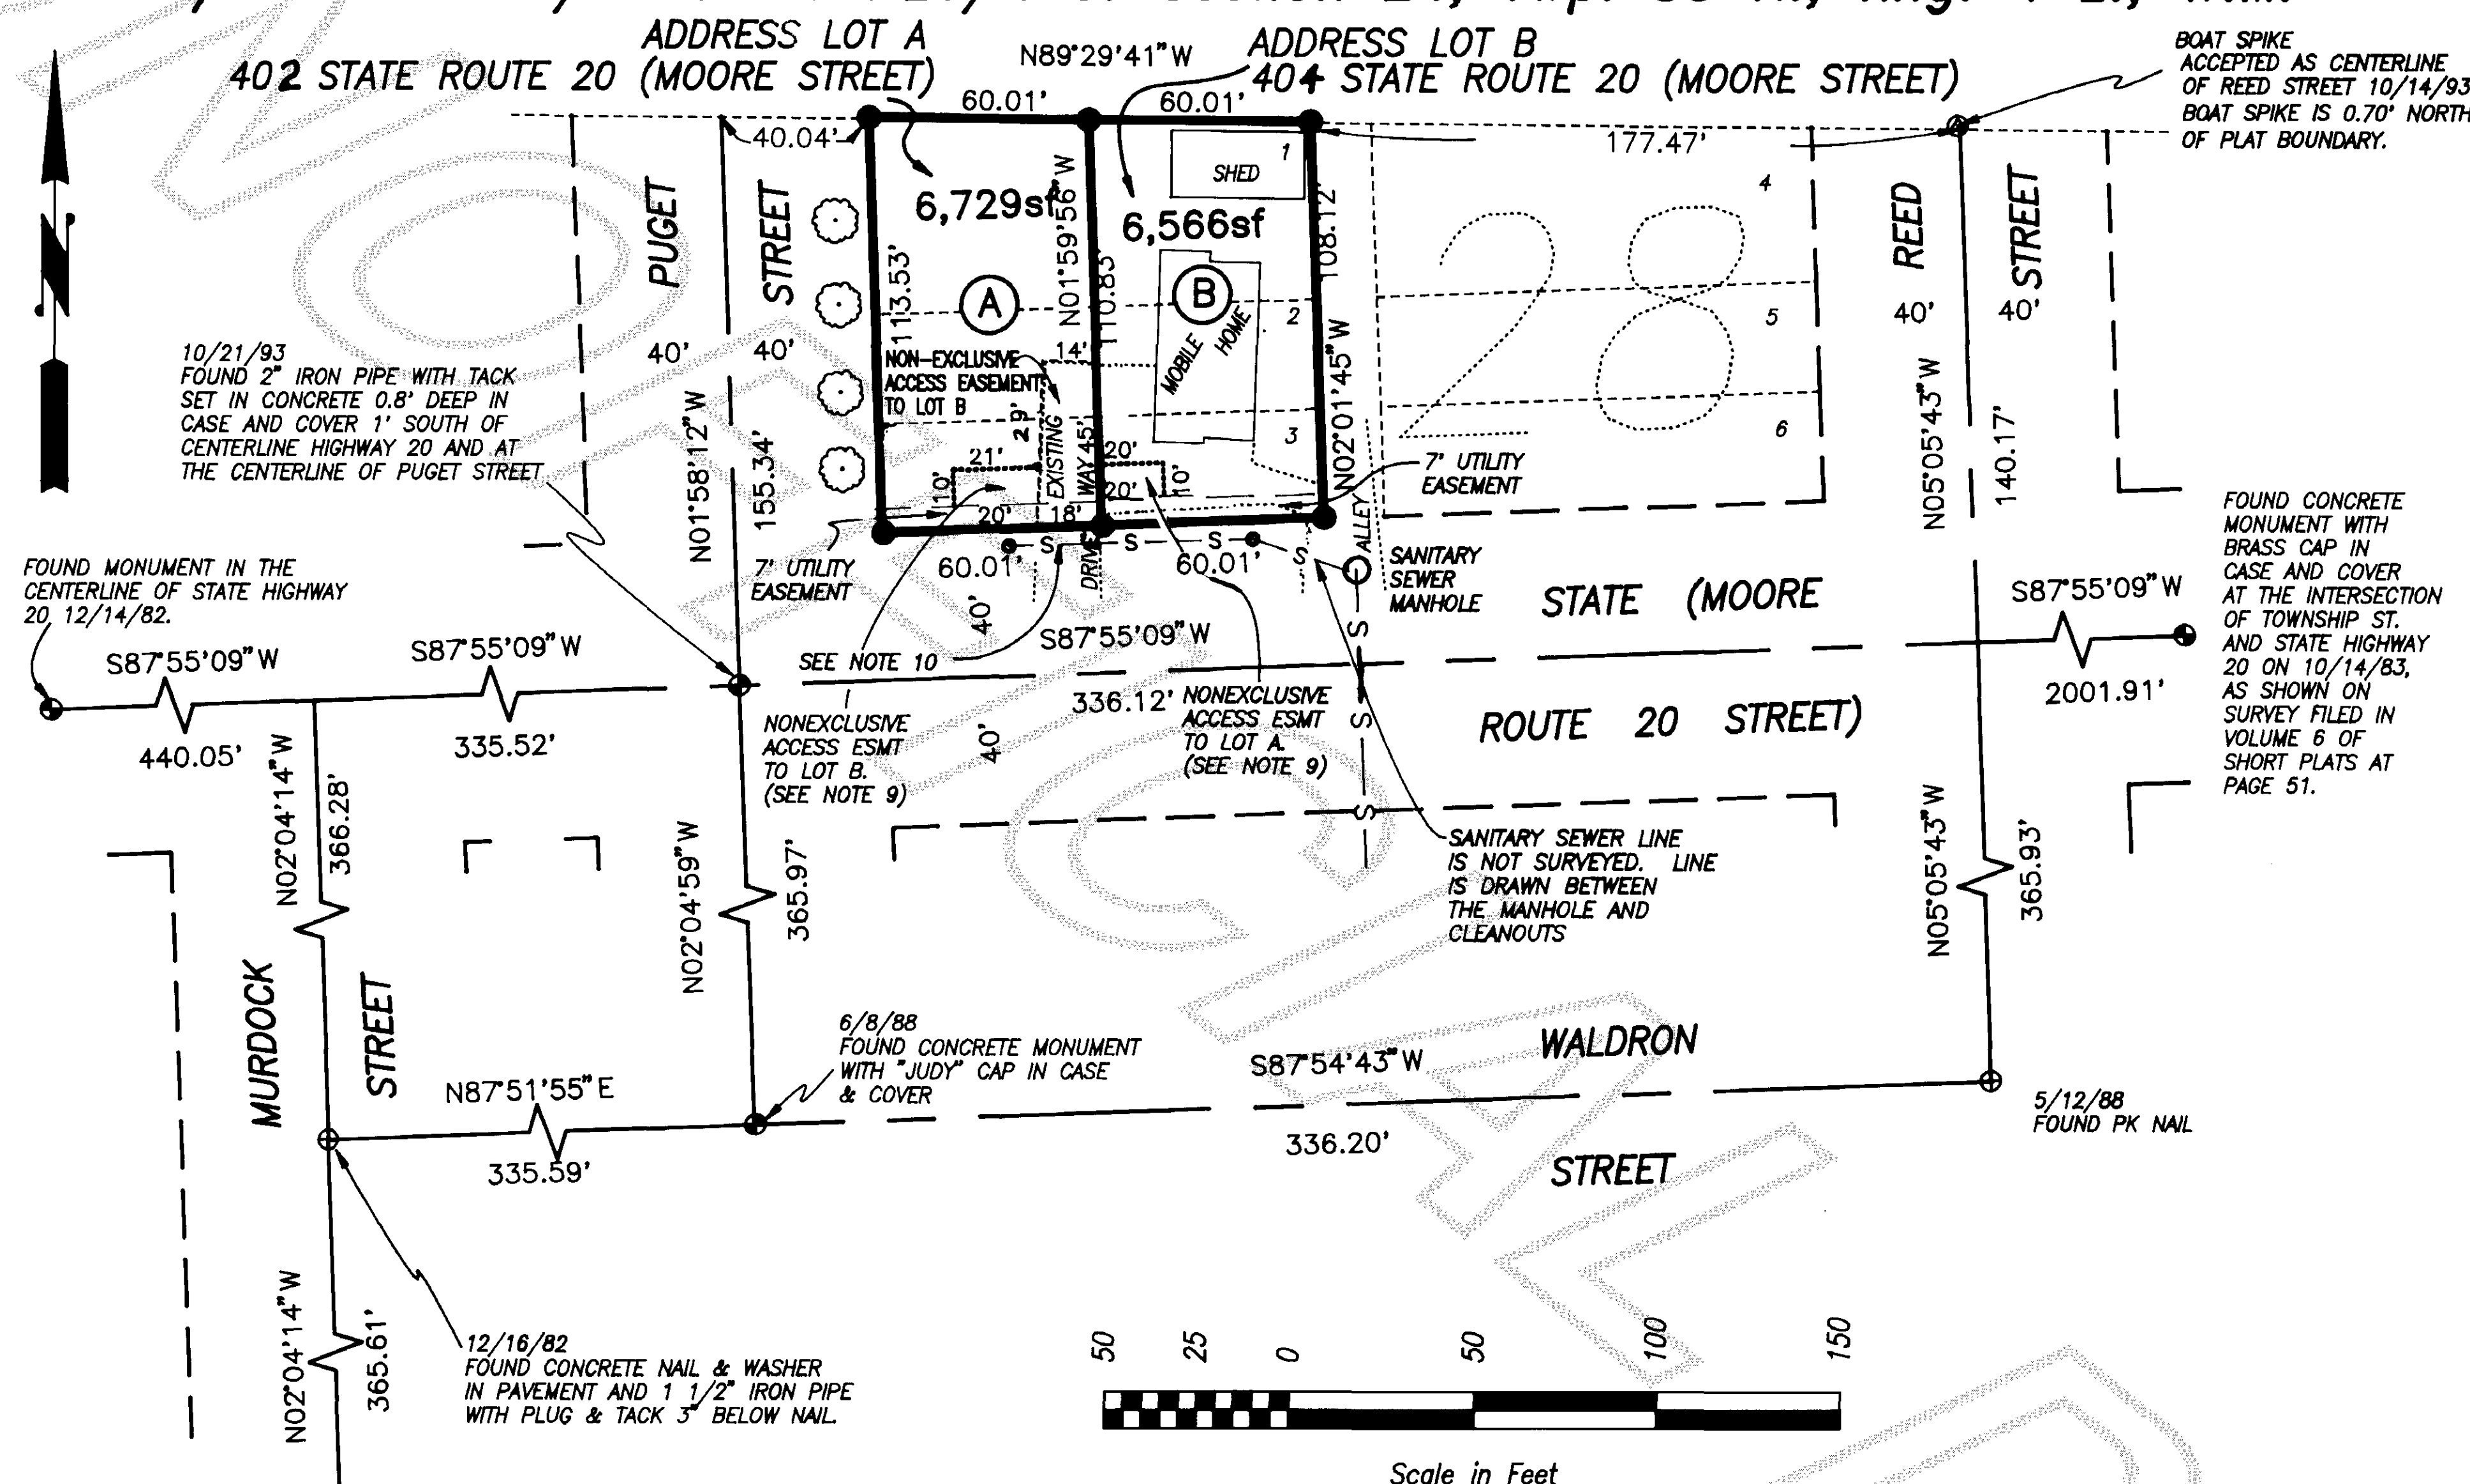 ADDRESS LOT A
402 STATE ROUTE 20 (MOORE STREET)
N89°29'41"W
ADDRESS LOT B
404 STATE ROUTE 20 (MOORE STREET)
BOAT SPIKE
ACCEPTED AS CENTERLINE
OF REED STREET 10/14/93
BOAT SPIKE IS 0.70' NORTH
OF PLAT BOUNDARY.
60.01'
60.01'
40.04'
177.47'
PUGET
STREET
40'
40'
6,729sf
A
113.53'
N01°59'56"W
110.83'
6,566sf
B
SHED
MOBILE
HOME
1
2
3
108.12'
N02°01'45"W
4
5
6
28
REED
STREET
40'
40'
NON-EXCLUSIVE
ACCESS EASEMENT
TO LOT B
14'
29'
21'
10'
20'
18'
EXISTING
WAY 45'
DRIVE
20'
20'
10'
7' UTILITY
EASEMENT
7' UTILITY
EASEMENT
ALLEY
10/21/93
FOUND 2" IRON PIPE WITH TACK
SET IN CONCRETE 0.8' DEEP IN
CASE AND COVER 1' SOUTH OF
CENTERLINE HIGHWAY 20 AND AT
THE CENTERLINE OF PUGET STREET
N01°58'12"W
155.34'
N05°05'43"W
140.17'
FOUND CONCRETE
MONUMENT WITH
BRASS CAP IN
CASE AND COVER
AT THE INTERSECTION
OF TOWNSHIP ST.
AND STATE HIGHWAY
20 ON 10/14/83,
AS SHOWN ON
SURVEY FILED IN
VOLUME 6 OF
SHORT PLATS AT
PAGE 51.
FOUND MONUMENT IN THE
CENTERLINE OF STATE HIGHWAY
20 12/14/82.
60.01'
S
S
S
S
60.01'
SANITARY
SEWER
MANHOLE
STATE (MOORE
ROUTE 20 STREET)
S87°55'09"W
440.05'
S87°55'09"W
335.52'
SEE NOTE 10
40'
40'
S87°55'09"W
336.12'
S87°55'09"W
2001.91'
S
S
S
S
NONEXCLUSIVE
ACCESS ESMT
TO LOT B.
(SEE NOTE 9)
NONEXCLUSIVE
ACCESS ESMT
TO LOT A.
(SEE NOTE 9)
SANITARY SEWER LINE
IS NOT SURVEYED. LINE
IS DRAWN BETWEEN
THE MANHOLE AND
CLEANOUTS
N02°04'14"W
366.28'
N02°04'59"W
365.97'
N05°05'43"W
365.93'
MURDOCK
STREET
6/8/88
FOUND CONCRETE MONUMENT
WITH "JUDY" CAP IN CASE
& COVER
N87°51'55"E
335.59'
S87°54'43"W
336.20'
WALDRON
STREET
5/12/88
FOUND PK NAIL
N02°04'14"W
365.61'
12/16/82
FOUND CONCRETE NAIL & WASHER
IN PAVEMENT AND 1 1/2" IRON PIPE
WITH PLUG & TACK 3" BELOW NAIL.
50 25 0 50 100 150
Scale in Feet